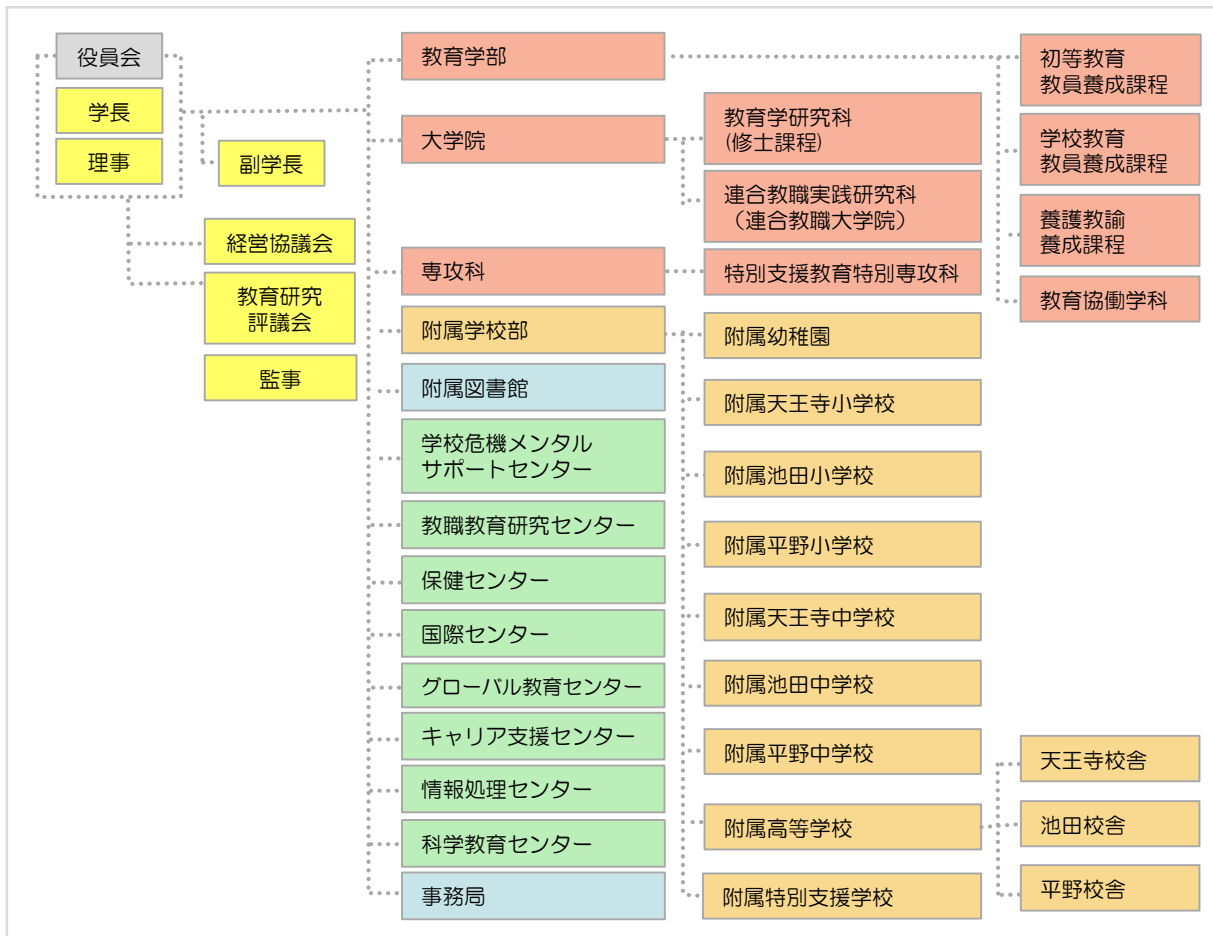 役員会
学長
理事
副学長
経営協議会
教育研究
評議会
監事
教育学部
大学院
専攻科
附属学校部
附属図書館
学校危機メンタル
サポートセンター
教職教育研究センター
保健センター
国際センター
グローバル教育センター
キャリア支援センター
情報処理センター
科学教育センター
事務局
教育学研究科
(修士課程)
連合教職実践研究科
（連合教職大学院）
特別支援教育特別専攻科
附属幼稚園
附属天王寺小学校
附属池田小学校
附属平野小学校
附属天王寺中学校
附属池田中学校
附属平野中学校
附属高等学校
附属特別支援学校
初等教育
教員養成課程
学校教育
教員養成課程
養護教諭
養成課程
教育協働学科
天王寺校舎
池田校舎
平野校舎